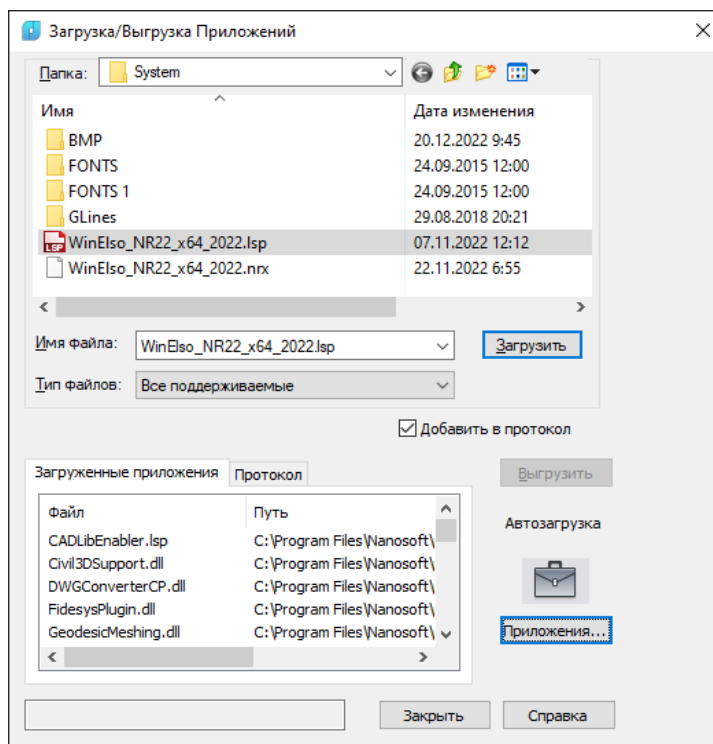 Загрузка/Выгрузка Приложений
Папка: System
Имя Дата изменения
BMP 20.12.2022 9:45
FONTS 24.09.2015 12:00
FONTS 1 24.09.2015 12:00
GLines 29.08.2018 20:21
WinElso_NR22_x64_2022.lsp 07.11.2022 12:12
WinElso_NR22_x64_2022.nrx 22.11.2022 6:55
Имя файла: WinElso_NR22_x64_2022.lsp Загрузить
Тип файлов: Все поддерживаемые
Добавить в протокол
Загруженные приложения Протокол Выгрузить
Файл Путь
Автозагрузка
CADLibEnabler.lsp C:\Program Files\Nanosoft\
Civil3DSupport.dll C:\Program Files\Nanosoft\
DWGConverterCP.dll C:\Program Files\Nanosoft\
FidesysPlugin.dll C:\Program Files\Nanosoft\
GeodesicMeshing.dll C:\Program Files\Nanosoft\
Приложения...
Закрыть Справка